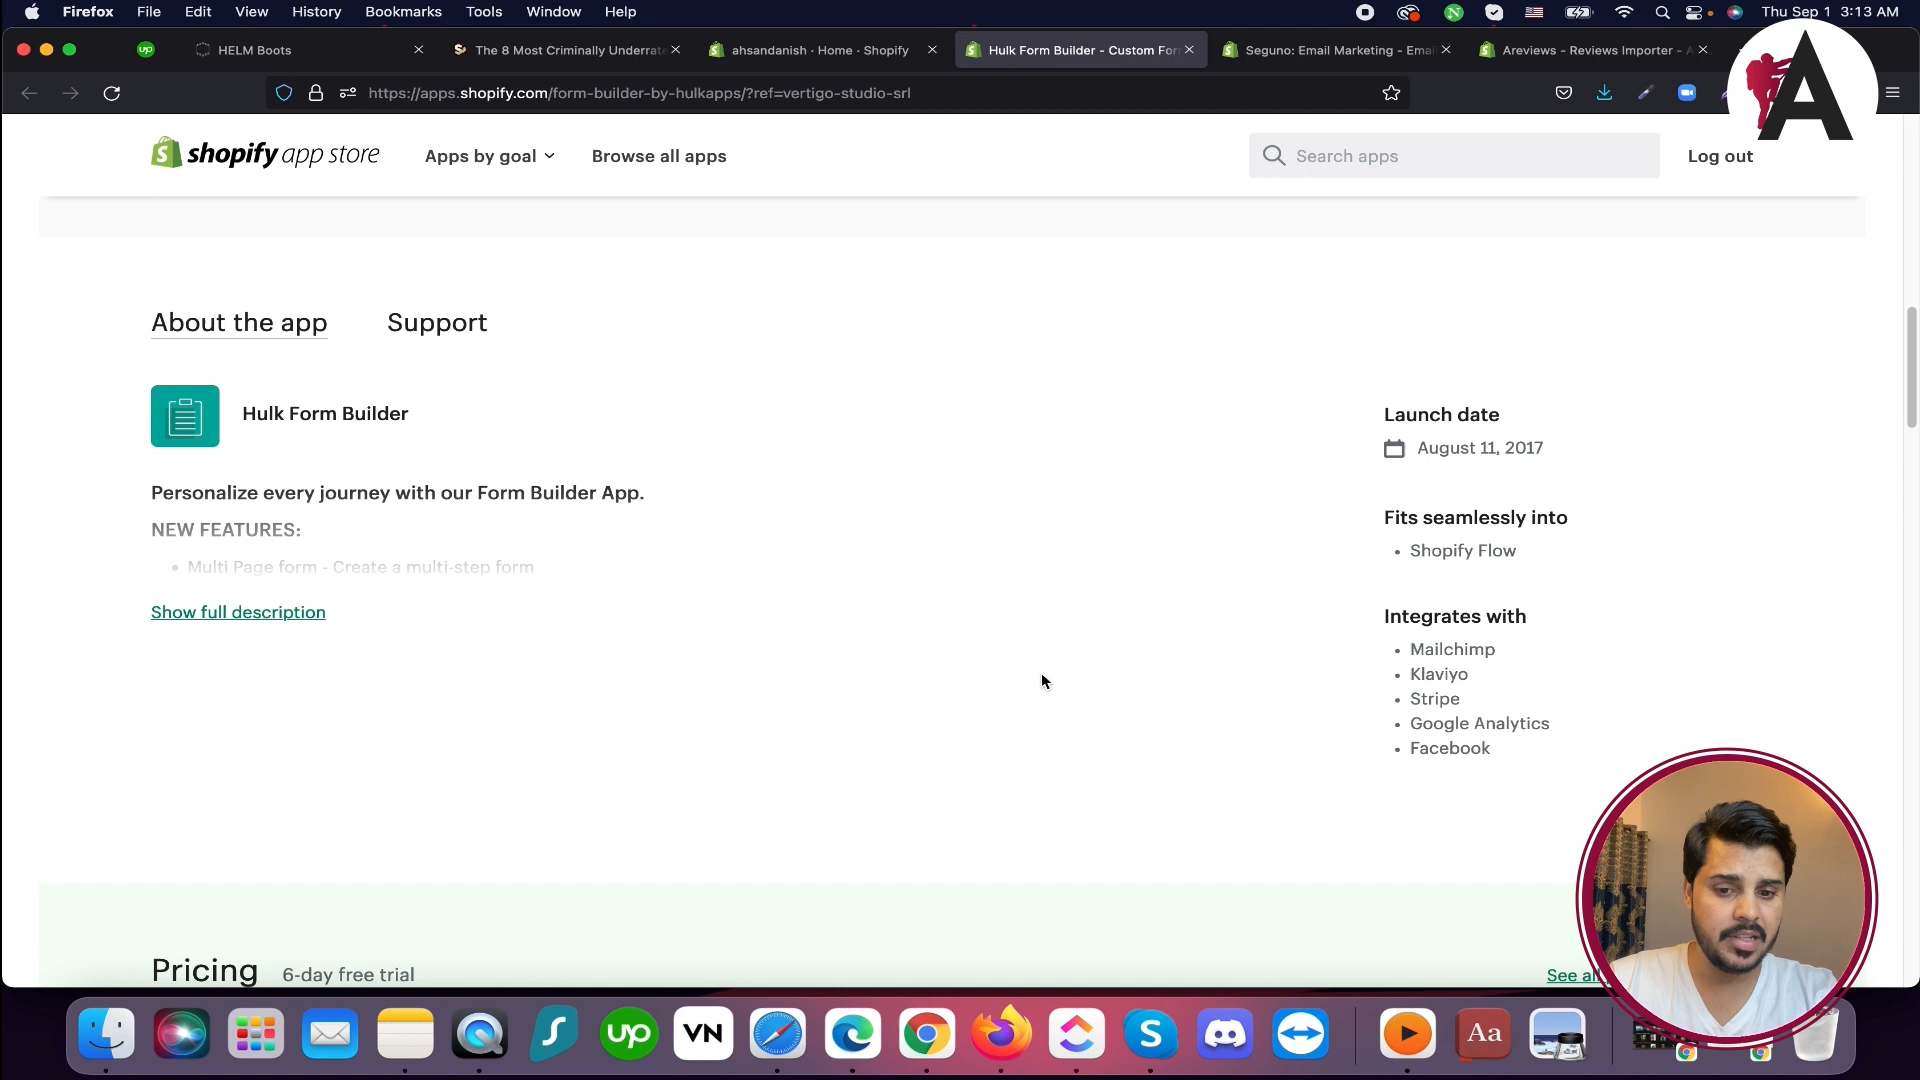 Firefox File Edit View History Bookmarks Tools Window Help Thu Sep 1 3:13 AM
up HELM Boots The 8 Most Criminally Underrate ahsandanish · Home · Shopify Hulk Form Builder - Custom For Seguno: Email Marketing - Emai Areviews - Reviews Importer - A
https://apps.shopify.com/form-builder-by-hulkapps/?ref=vertigo-studio-srl
A
shopify app store Apps by goal Browse all apps Search apps Log out
About the app Support
Hulk Form Builder
Personalize every journey with our Form Builder App.
NEW FEATURES:
• Multi Page form - Create a multi-step form
Show full description
Launch date
August 11, 2017
Fits seamlessly into
• Shopify Flow
Integrates with
• Mailchimp
• Klaviyo
• Stripe
• Google Analytics
• Facebook
Pricing 6-day free trial See all
up VN S Aa